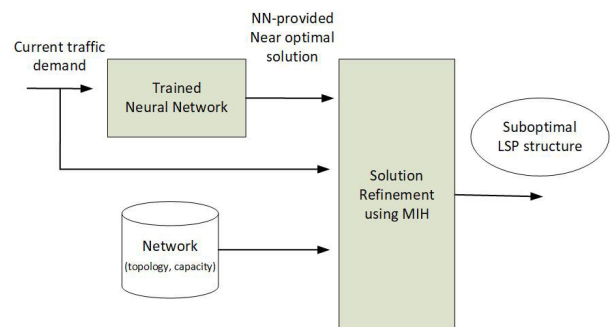 NN-provided
Near optimal
solution
Current traffic
demand
Trained
Neural Network
Suboptimal
LSP structure
Solution
Refinement
using MIH
Network
(topology, capacity)